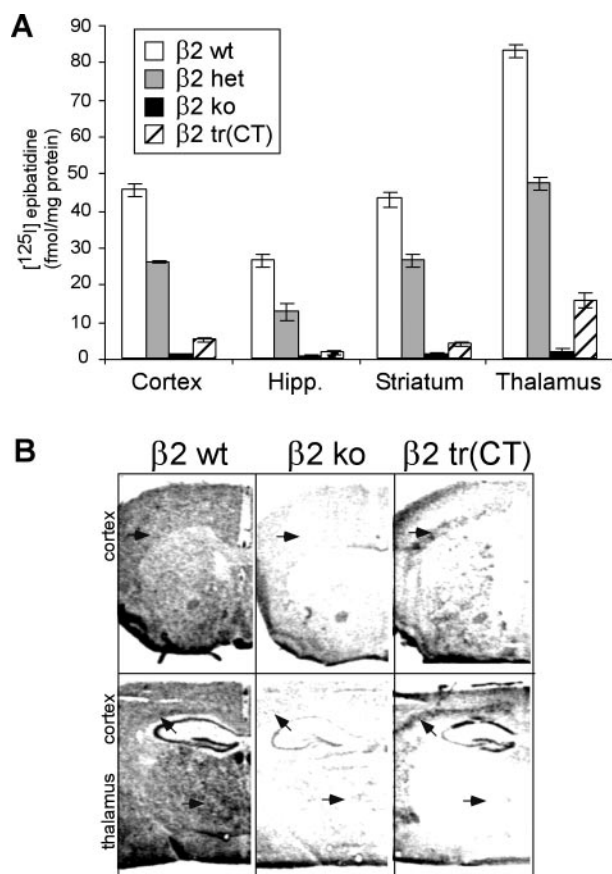 A
90
80
70
60
50
40
30
20
10
0
[125I] epibatidine
(fmol/mg protein)
β2 wt
β2 het
β2 ko
β2 tr(CT)
Cortex
Hipp.
Striatum
Thalamus
B
β2 wt
β2 ko
β2 tr(CT)
cortex
cortex
thalamus